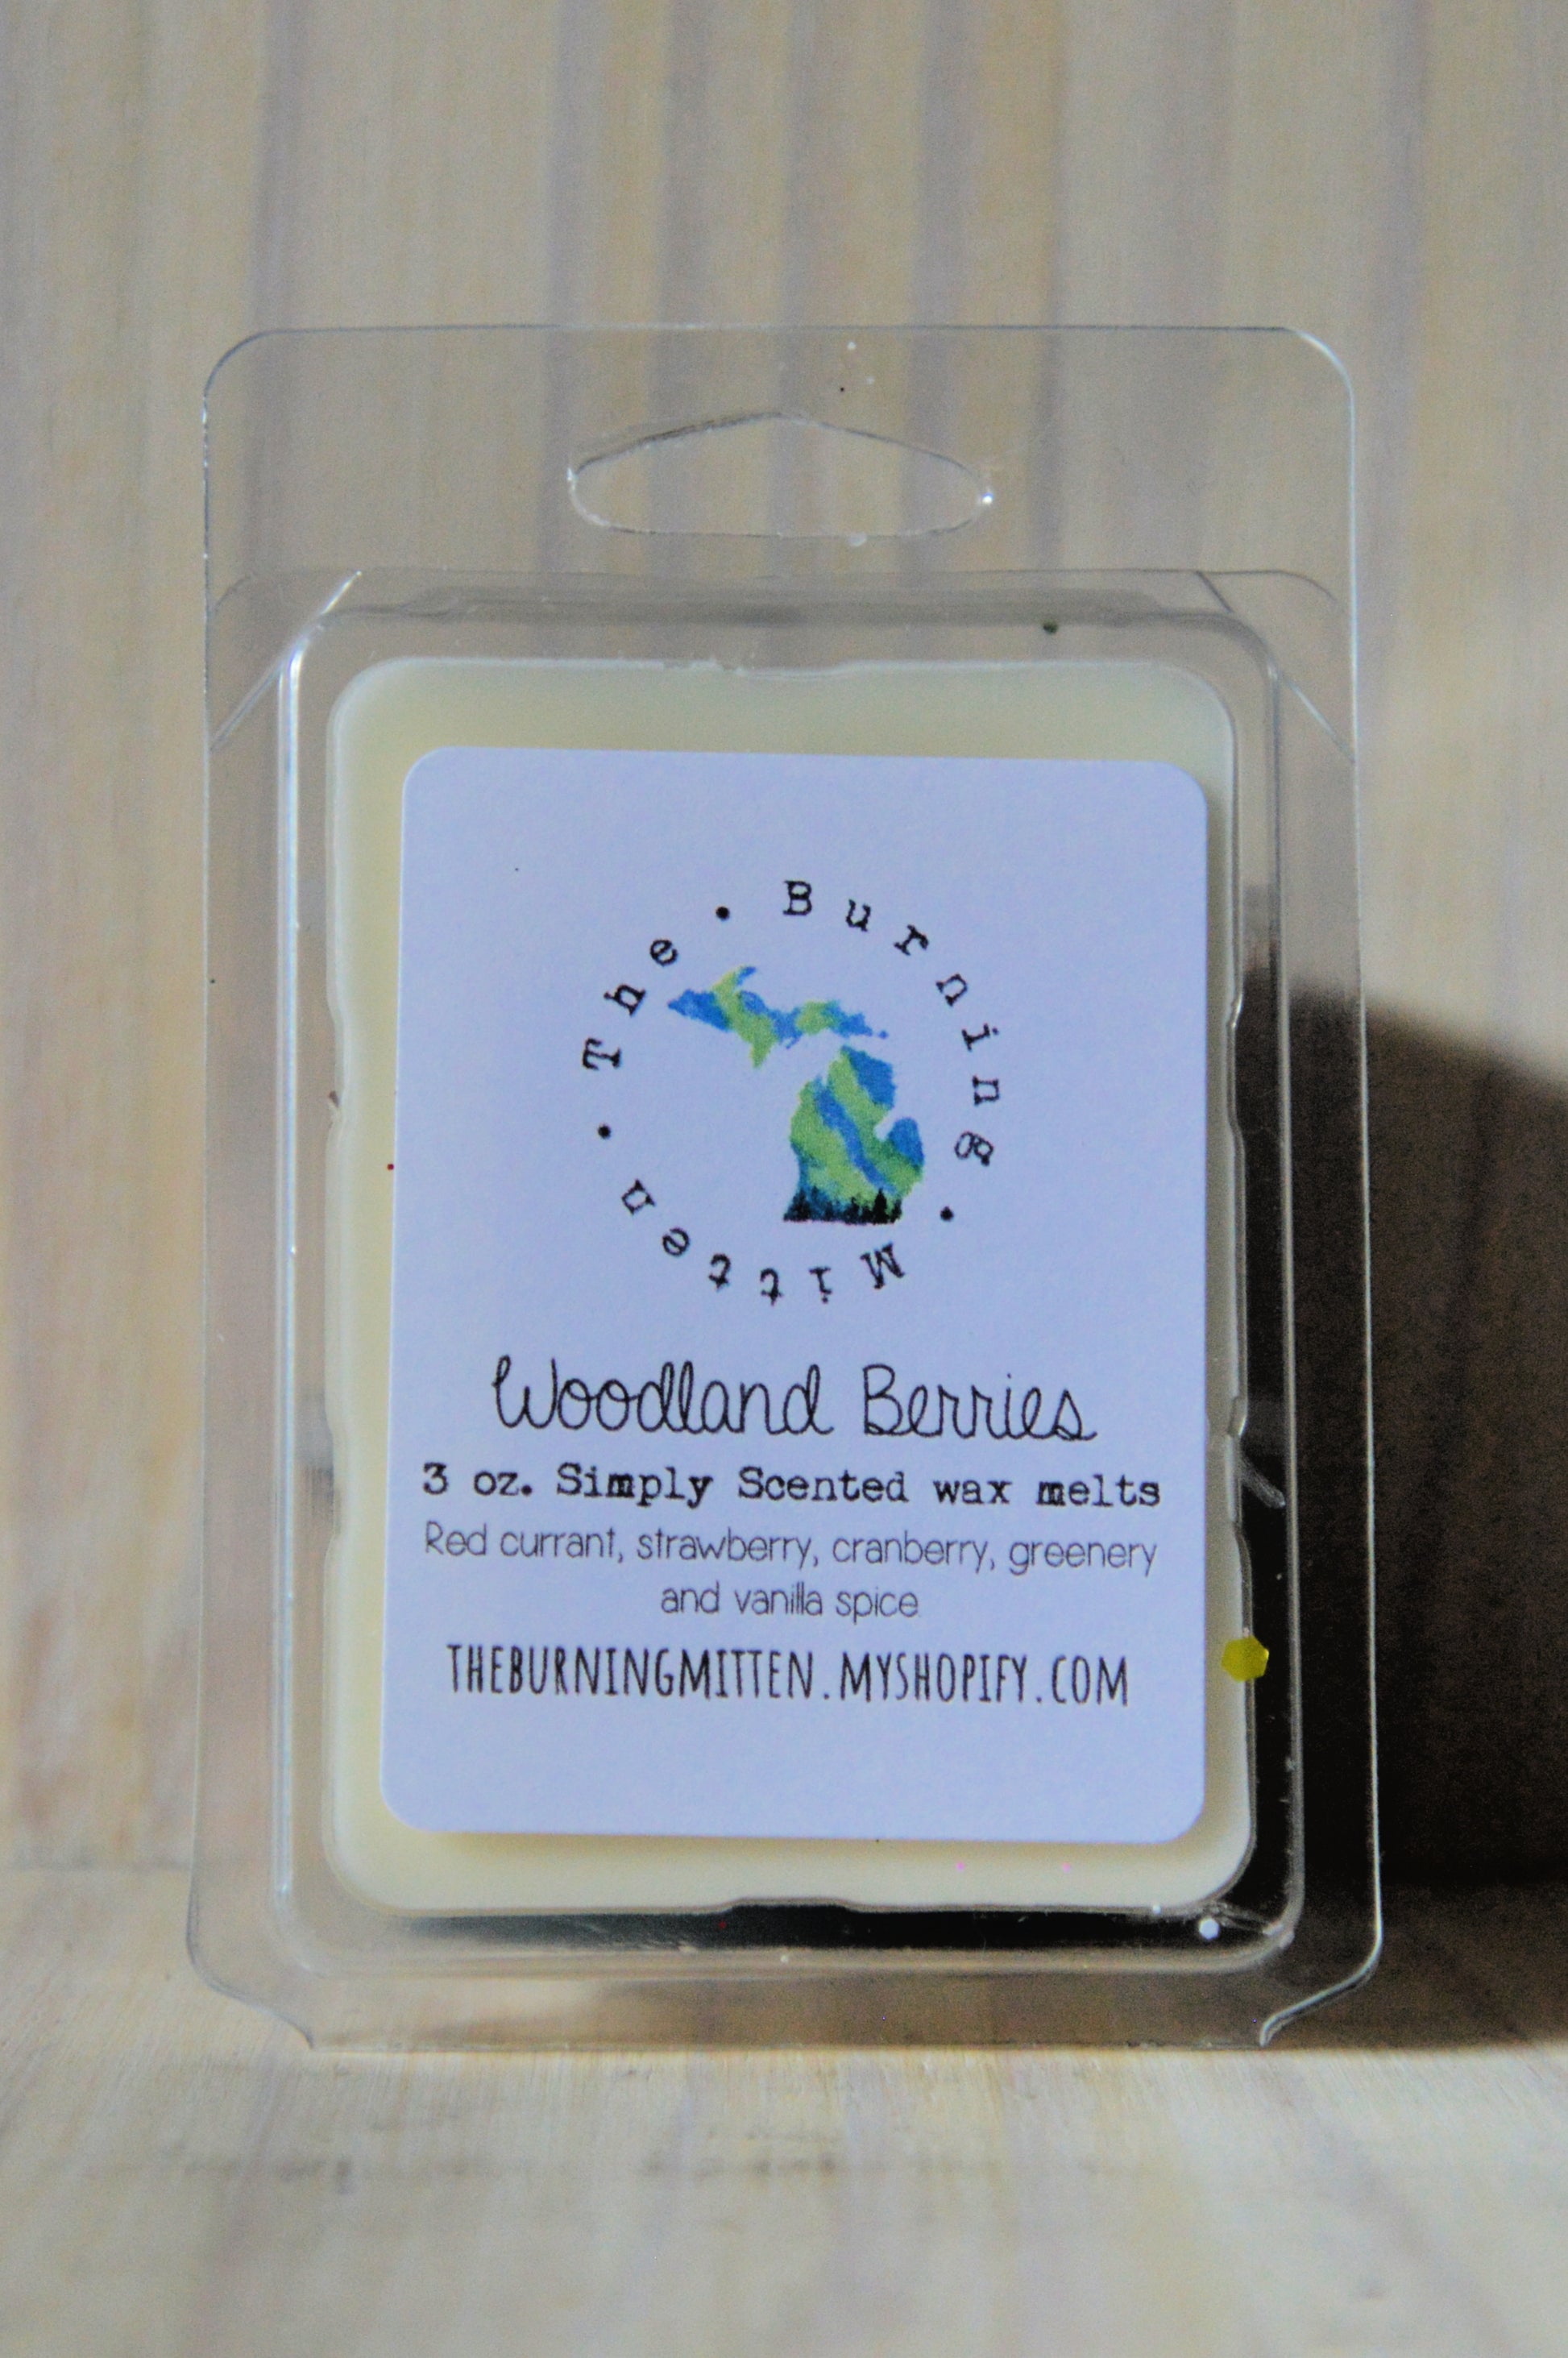 The • Burning • Mitten •
Woodland Berries
3 oz. Simply Scented wax melts
Red currant, strawberry, cranberry, greenery
and vanilla spice
THEBURNINGMITTEN.MYSHOPIFY.COM